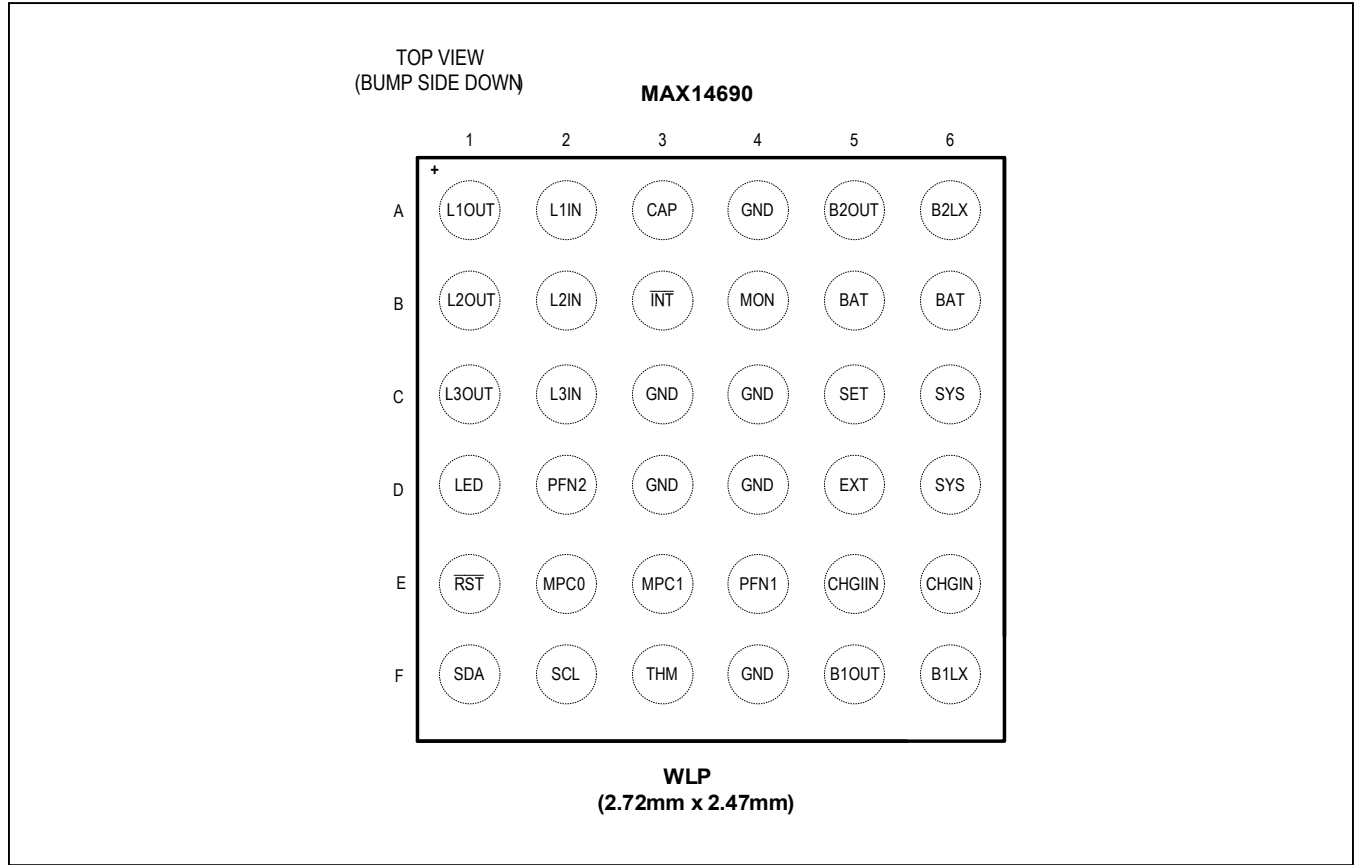 TOP VIEW
(BUMP SIDE DOWN)
MAX14690
1 2 3 4 5 6
+
A L1OUT L1IN CAP GND B2OUT B2LX
B L2OUT L2IN I̅N̅T̅ MON BAT BAT
C L3OUT L3IN GND GND SET SYS
D LED PFN2 GND GND EXT SYS
E R̅S̅T̅ MPC0 MPC1 PFN1 CHGIIN CHGIN
F SDA SCL THM GND B1OUT B1LX
WLP
(2.72mm x 2.47mm)